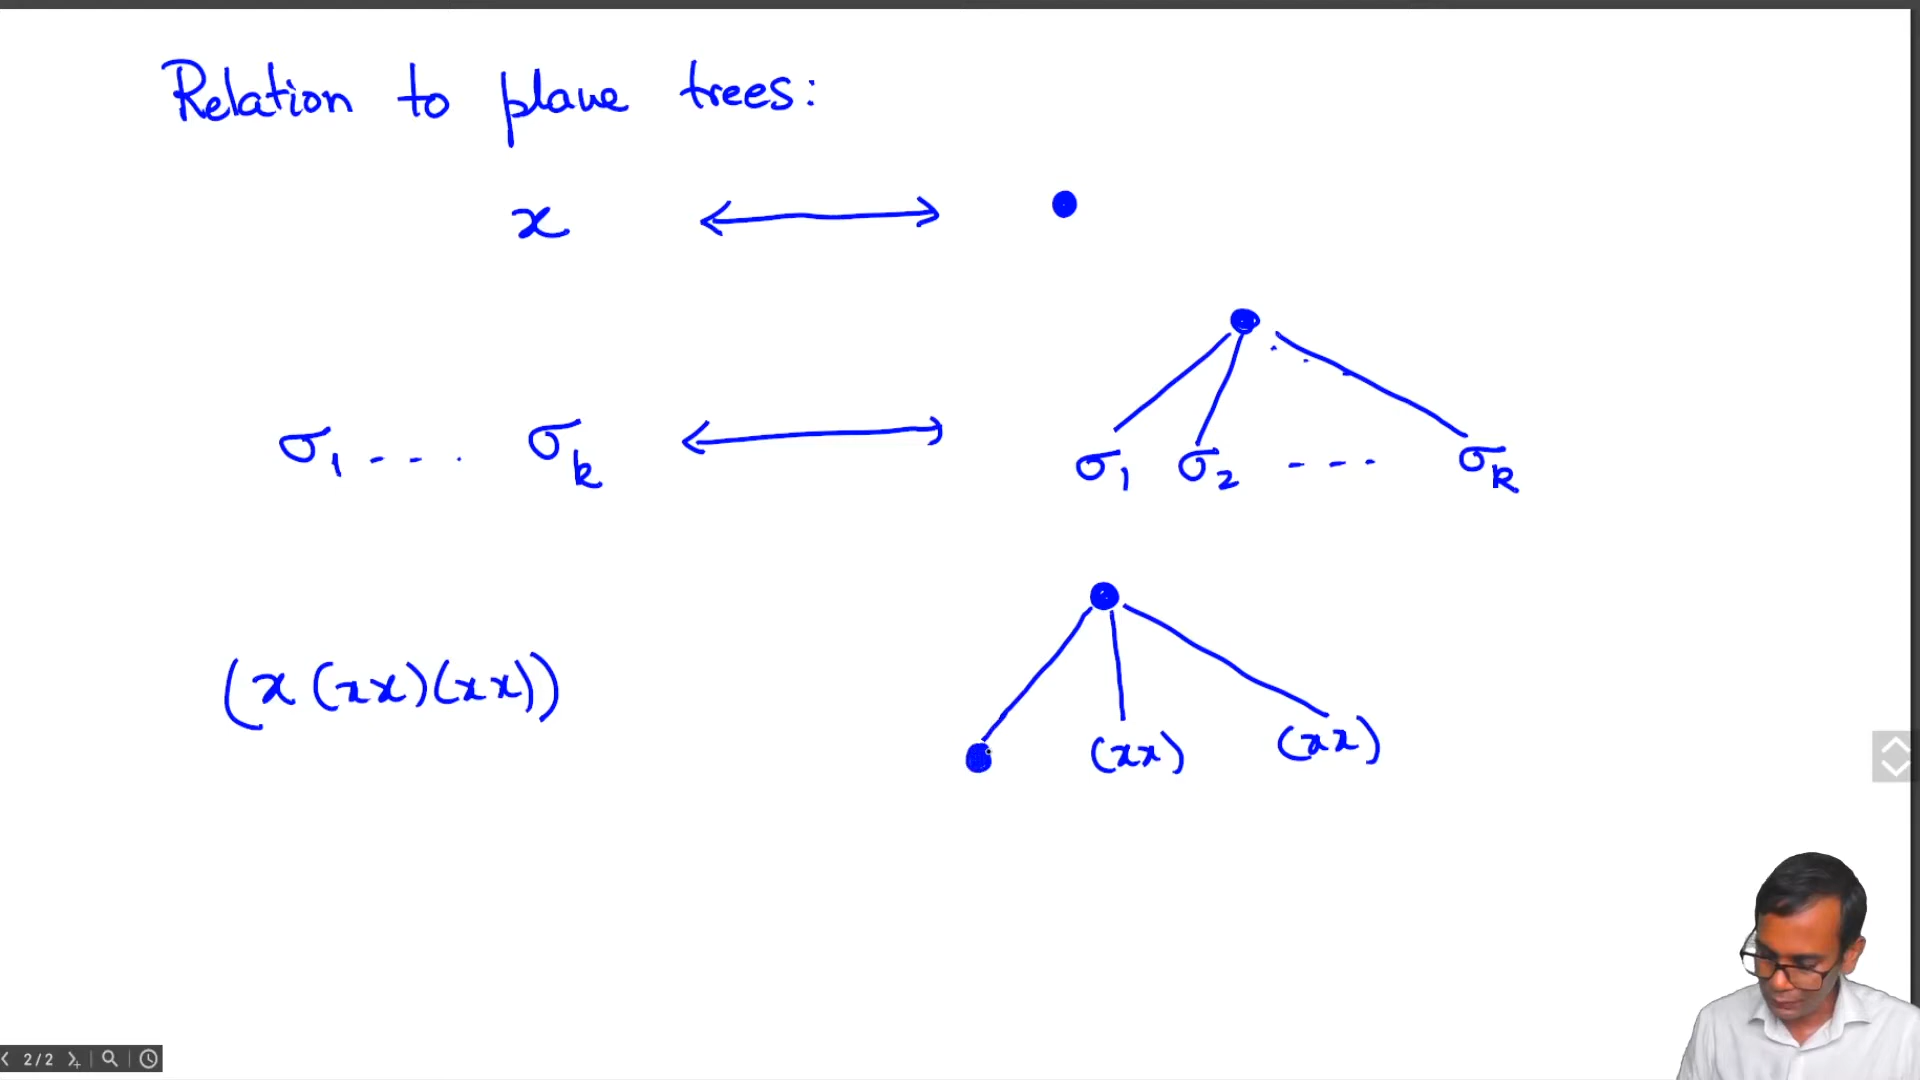 Relation to plane trees:
x
σ₁ - - - . σₖ
σ₁ σ₂ - - - σₖ
(x (xx)(xx))
(xx) (xx)
2/2